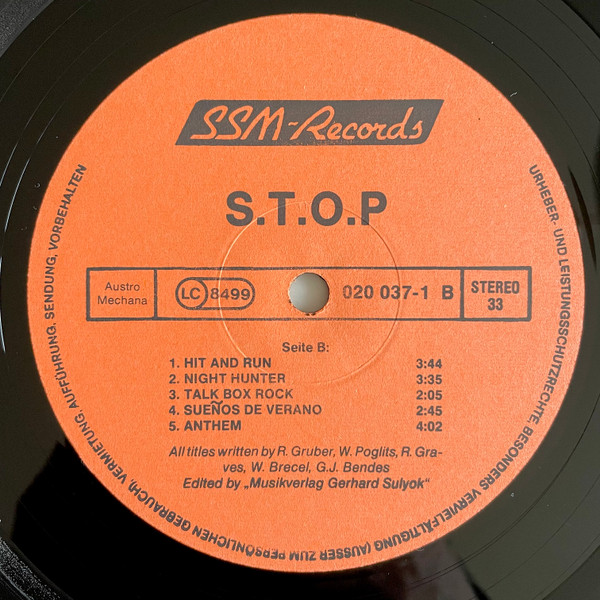 SSM-Records
S.T.O.P
Austro
Mechana
LC 8499
020 037-1 B
STEREO
33
Seite B:
1. HIT AND RUN 3:44
2. NIGHT HUNTER 3:35
3. TALK BOX ROCK 2:05
4. SUEÑOS DE VERANO 2:45
5. ANTHEM 4:02
All titles written by R. Gruber, W. Poglits, R. Gra-
ves, W. Brecel, G.J. Bendes
Edited by „Musikverlag Gerhard Sulyok“
URHEBER- UND LEISTUNGSSCHUTZRECHTE, BESONDERS VERVIELFÄLTIGUNG (AUSSER ZUM PERSÖNLICHEN GEBRAUCH), VERMIETUNG, AUFFÜHRUNG, SENDUNG, VORBEHALTEN